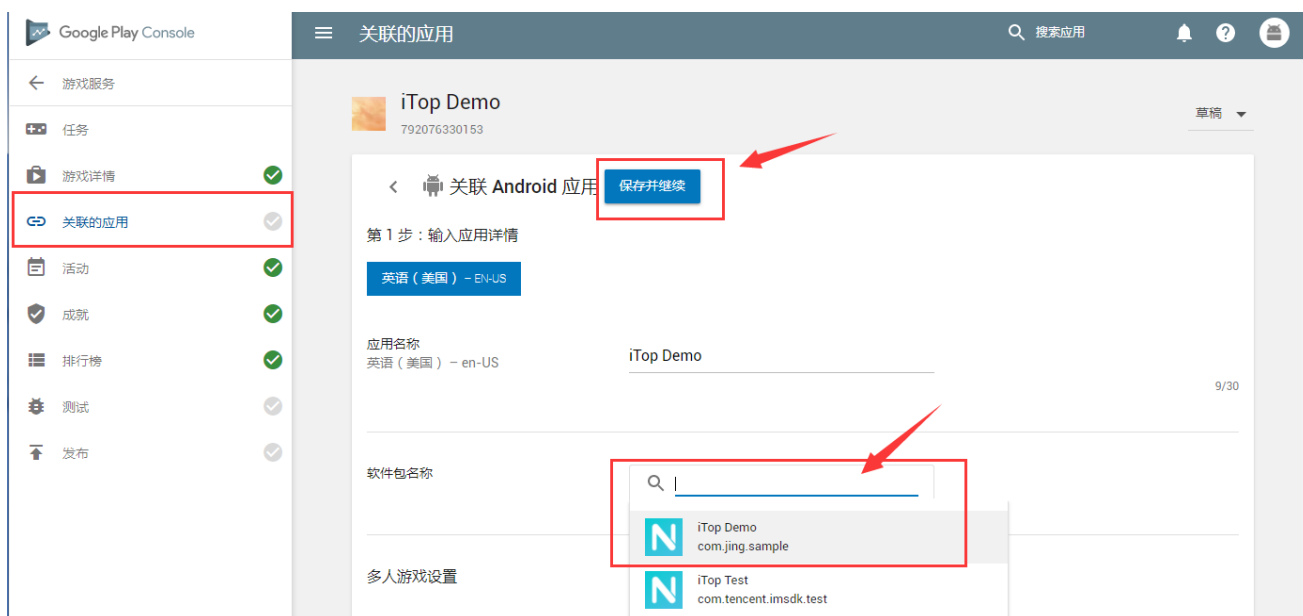 Google Play Console
关联的应用
搜索应用
游戏服务
任务
游戏详情
关联的应用
活动
成就
排行榜
测试
发布
iTop Demo
792076330153
草稿
关联 Android 应用
保存并继续
第 1 步：输入应用详情
英语（美国） – EN-US
应用名称
英语（美国） – en-US
iTop Demo
9/30
软件包名称
iTop Demo
com.jing.sample
iTop Test
com.tencent.imsdk.test
多人游戏设置